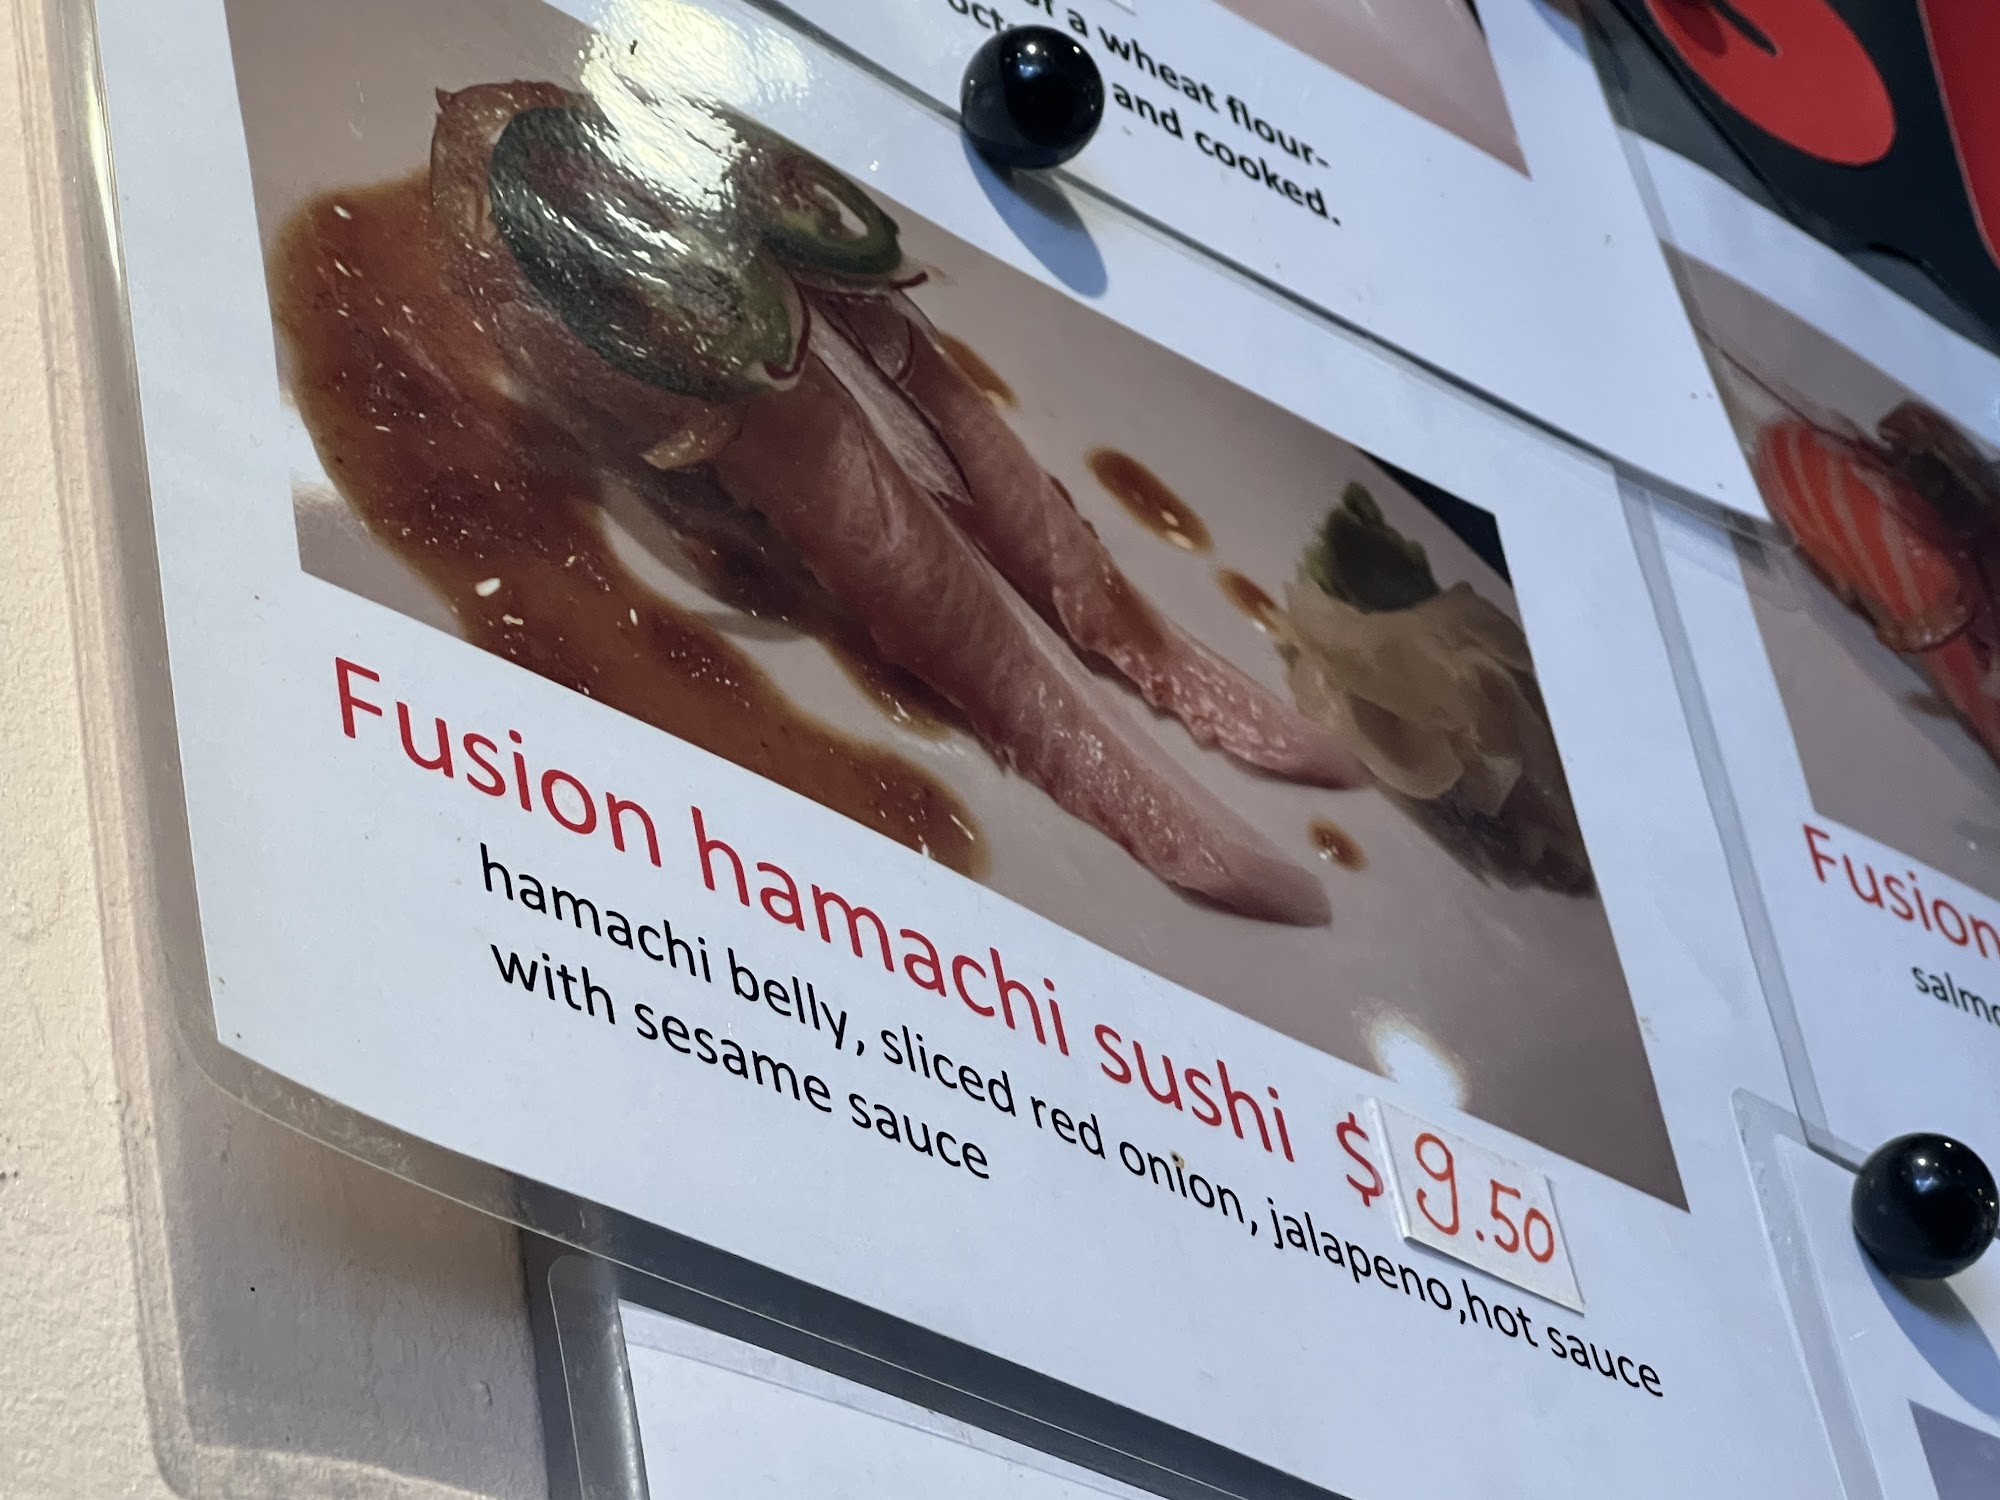 of a wheat flour-
and cooked.
Fusion hamachi sushi $ 9.50
hamachi belly, sliced red onion, jalapeno,hot sauce
with sesame sauce
Fusion